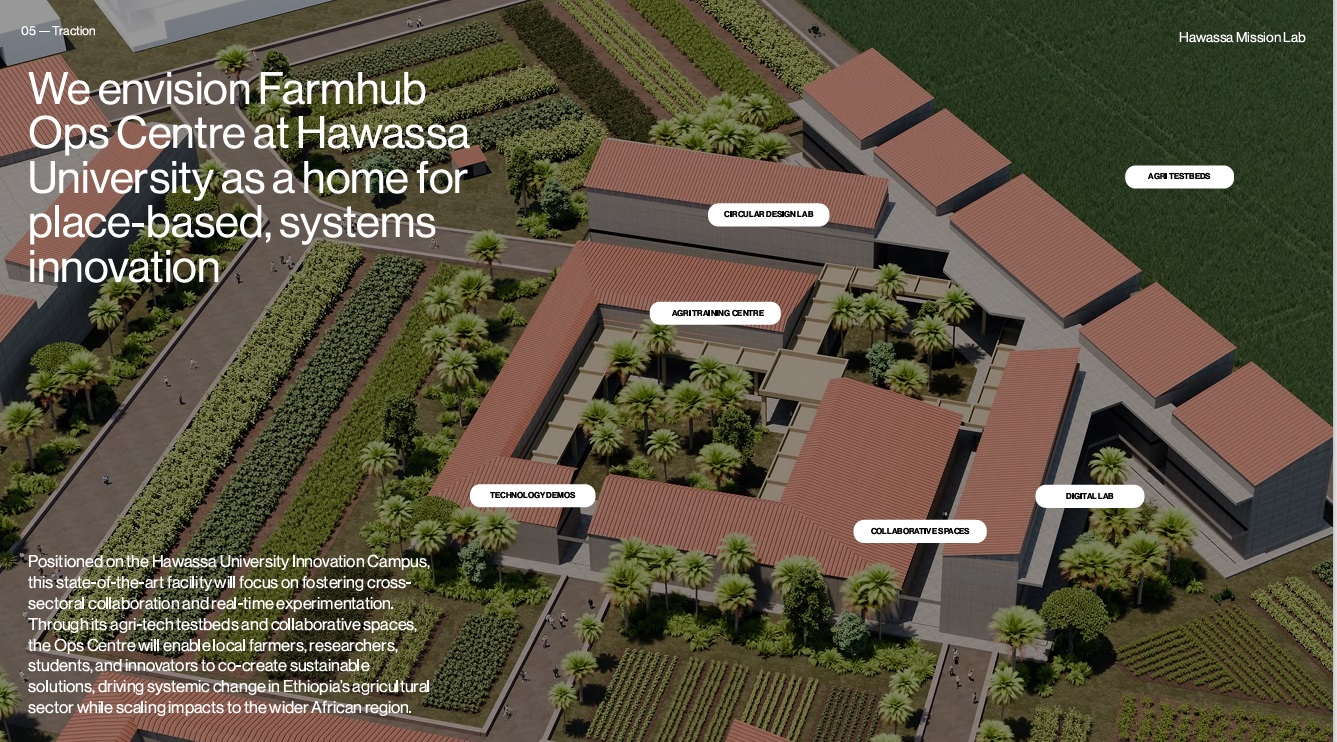 05 — Traction
Hawassa Mission Lab
We envision Farmhub
Ops Centre at Hawassa
University as a home for
place-based, systems
innovation
AGRI TESTBEDS
CIRCULAR DESIGN LAB
AGRI TRAINING CENTRE
TECHNOLOGY DEMOS
DIGITAL LAB
COLLABORATIVE SPACES
Positioned on the Hawassa University Innovation Campus,
this state-of-the-art facility will focus on fostering cross-
sectoral collaboration and real-time experimentation.
Through its agri-tech testbeds and collaborative spaces,
the Ops Centre will enable local farmers, researchers,
students, and innovators to co-create sustainable
solutions, driving systemic change in Ethiopia's agricultural
sector while scaling impacts to the wider African region.